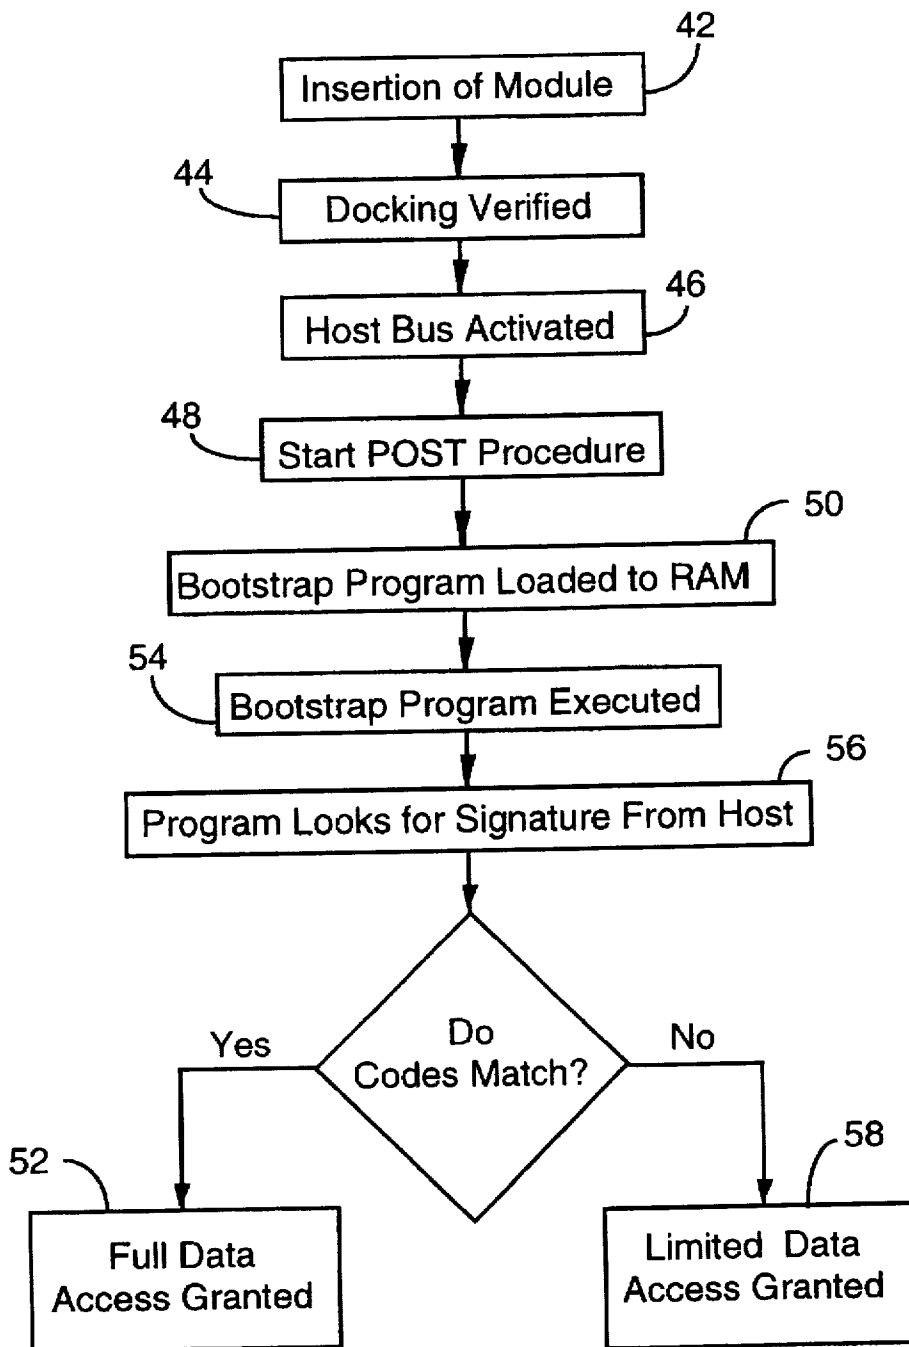 42
Insertion of Module
44
Docking Verified
46
Host Bus Activated
48
Start POST Procedure
50
Bootstrap Program Loaded to RAM
54
Bootstrap Program Executed
56
Program Looks for Signature From Host
Do
Codes Match?
Yes
No
52
58
Full Data
Access Granted
Limited Data
Access Granted